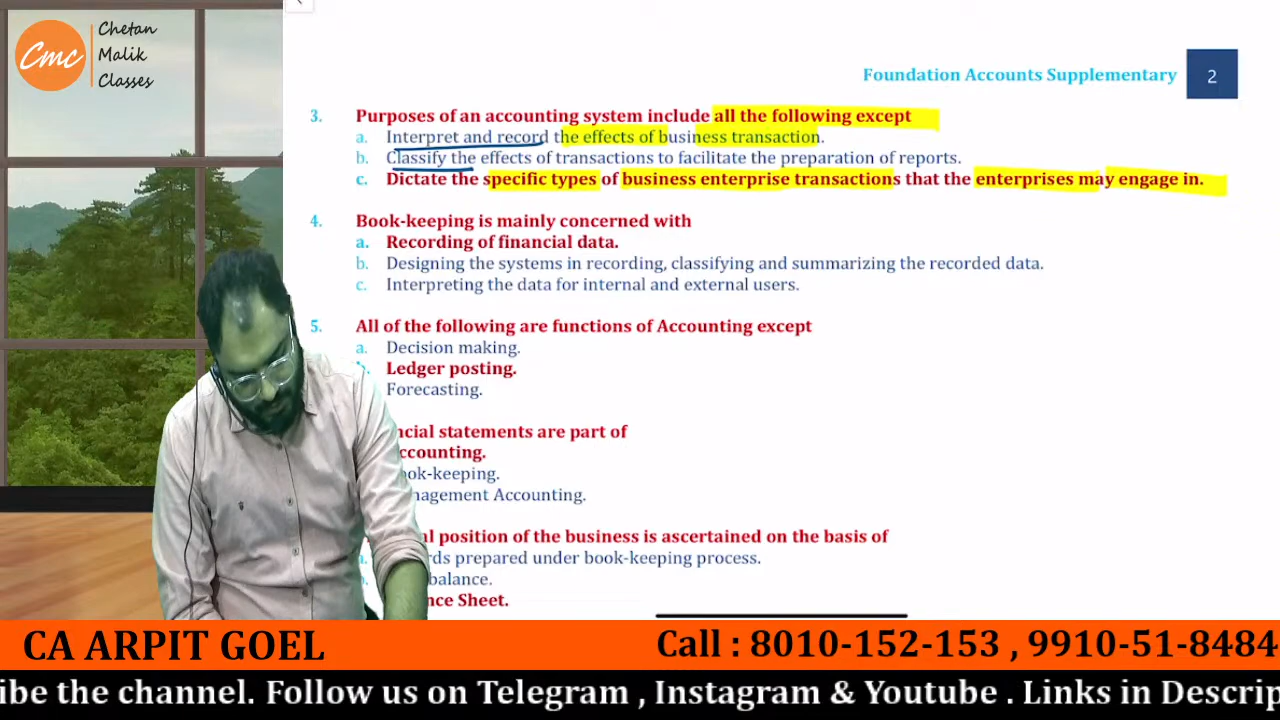 Cmc
Chetan
Malik
Classes
Foundation Accounts Supplementary 2
3. Purposes of an accounting system include all the following except
a. Interpret and record the effects of business transaction.
b. Classify the effects of transactions to facilitate the preparation of reports.
c. Dictate the specific types of business enterprise transactions that the enterprises may engage in.
4. Book-keeping is mainly concerned with
a. Recording of financial data.
b. Designing the systems in recording, classifying and summarizing the recorded data.
c. Interpreting the data for internal and external users.
5. All of the following are functions of Accounting except
a. Decision making.
b. Ledger posting.
Forecasting.
ncial statements are part of
ccounting.
ok-keeping.
nagement Accounting.
al position of the business is ascertained on the basis of
rds prepared under book-keeping process.
balance.
nce Sheet.
CA ARPIT GOEL
Call : 8010-152-153 , 9910-51-8484
ibe the channel. Follow us on Telegram , Instagram & Youtube . Links in Descrip